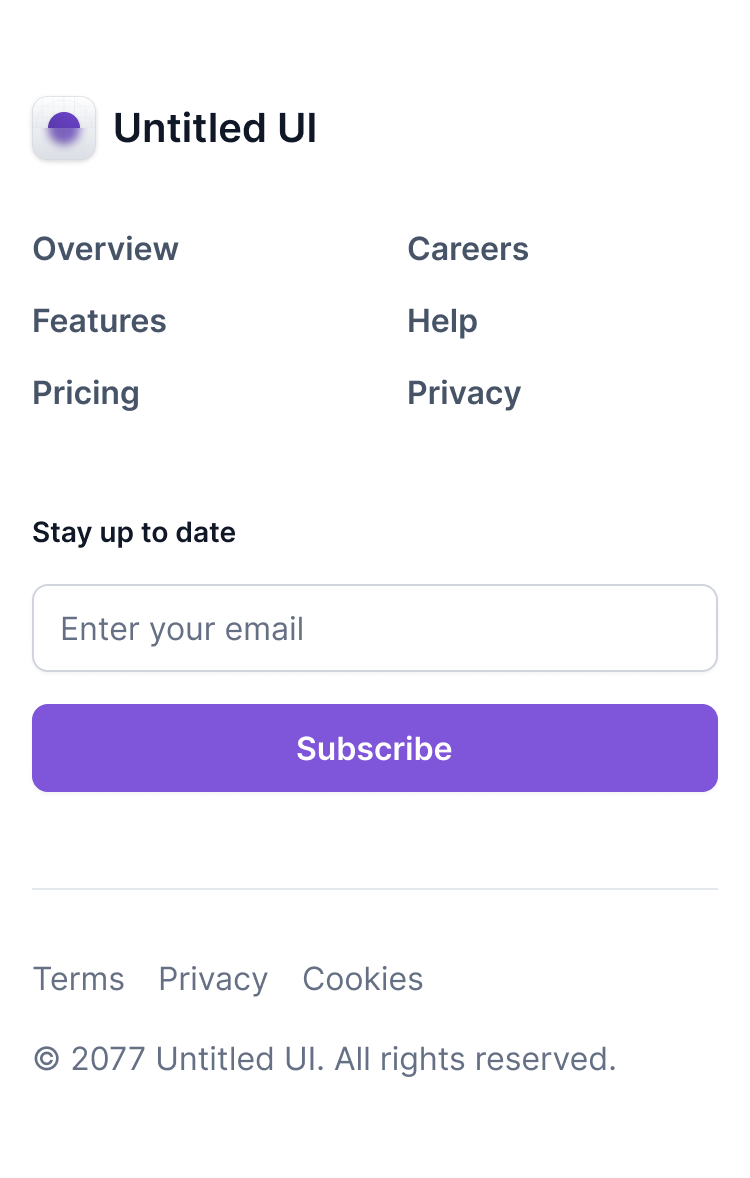 Untitled UI
Overview
Features
Pricing
Careers
Help
Privacy
Stay up to date
Enter your email
Subscribe
Terms Privacy Cookies
© 2077 Untitled UI. All rights reserved.